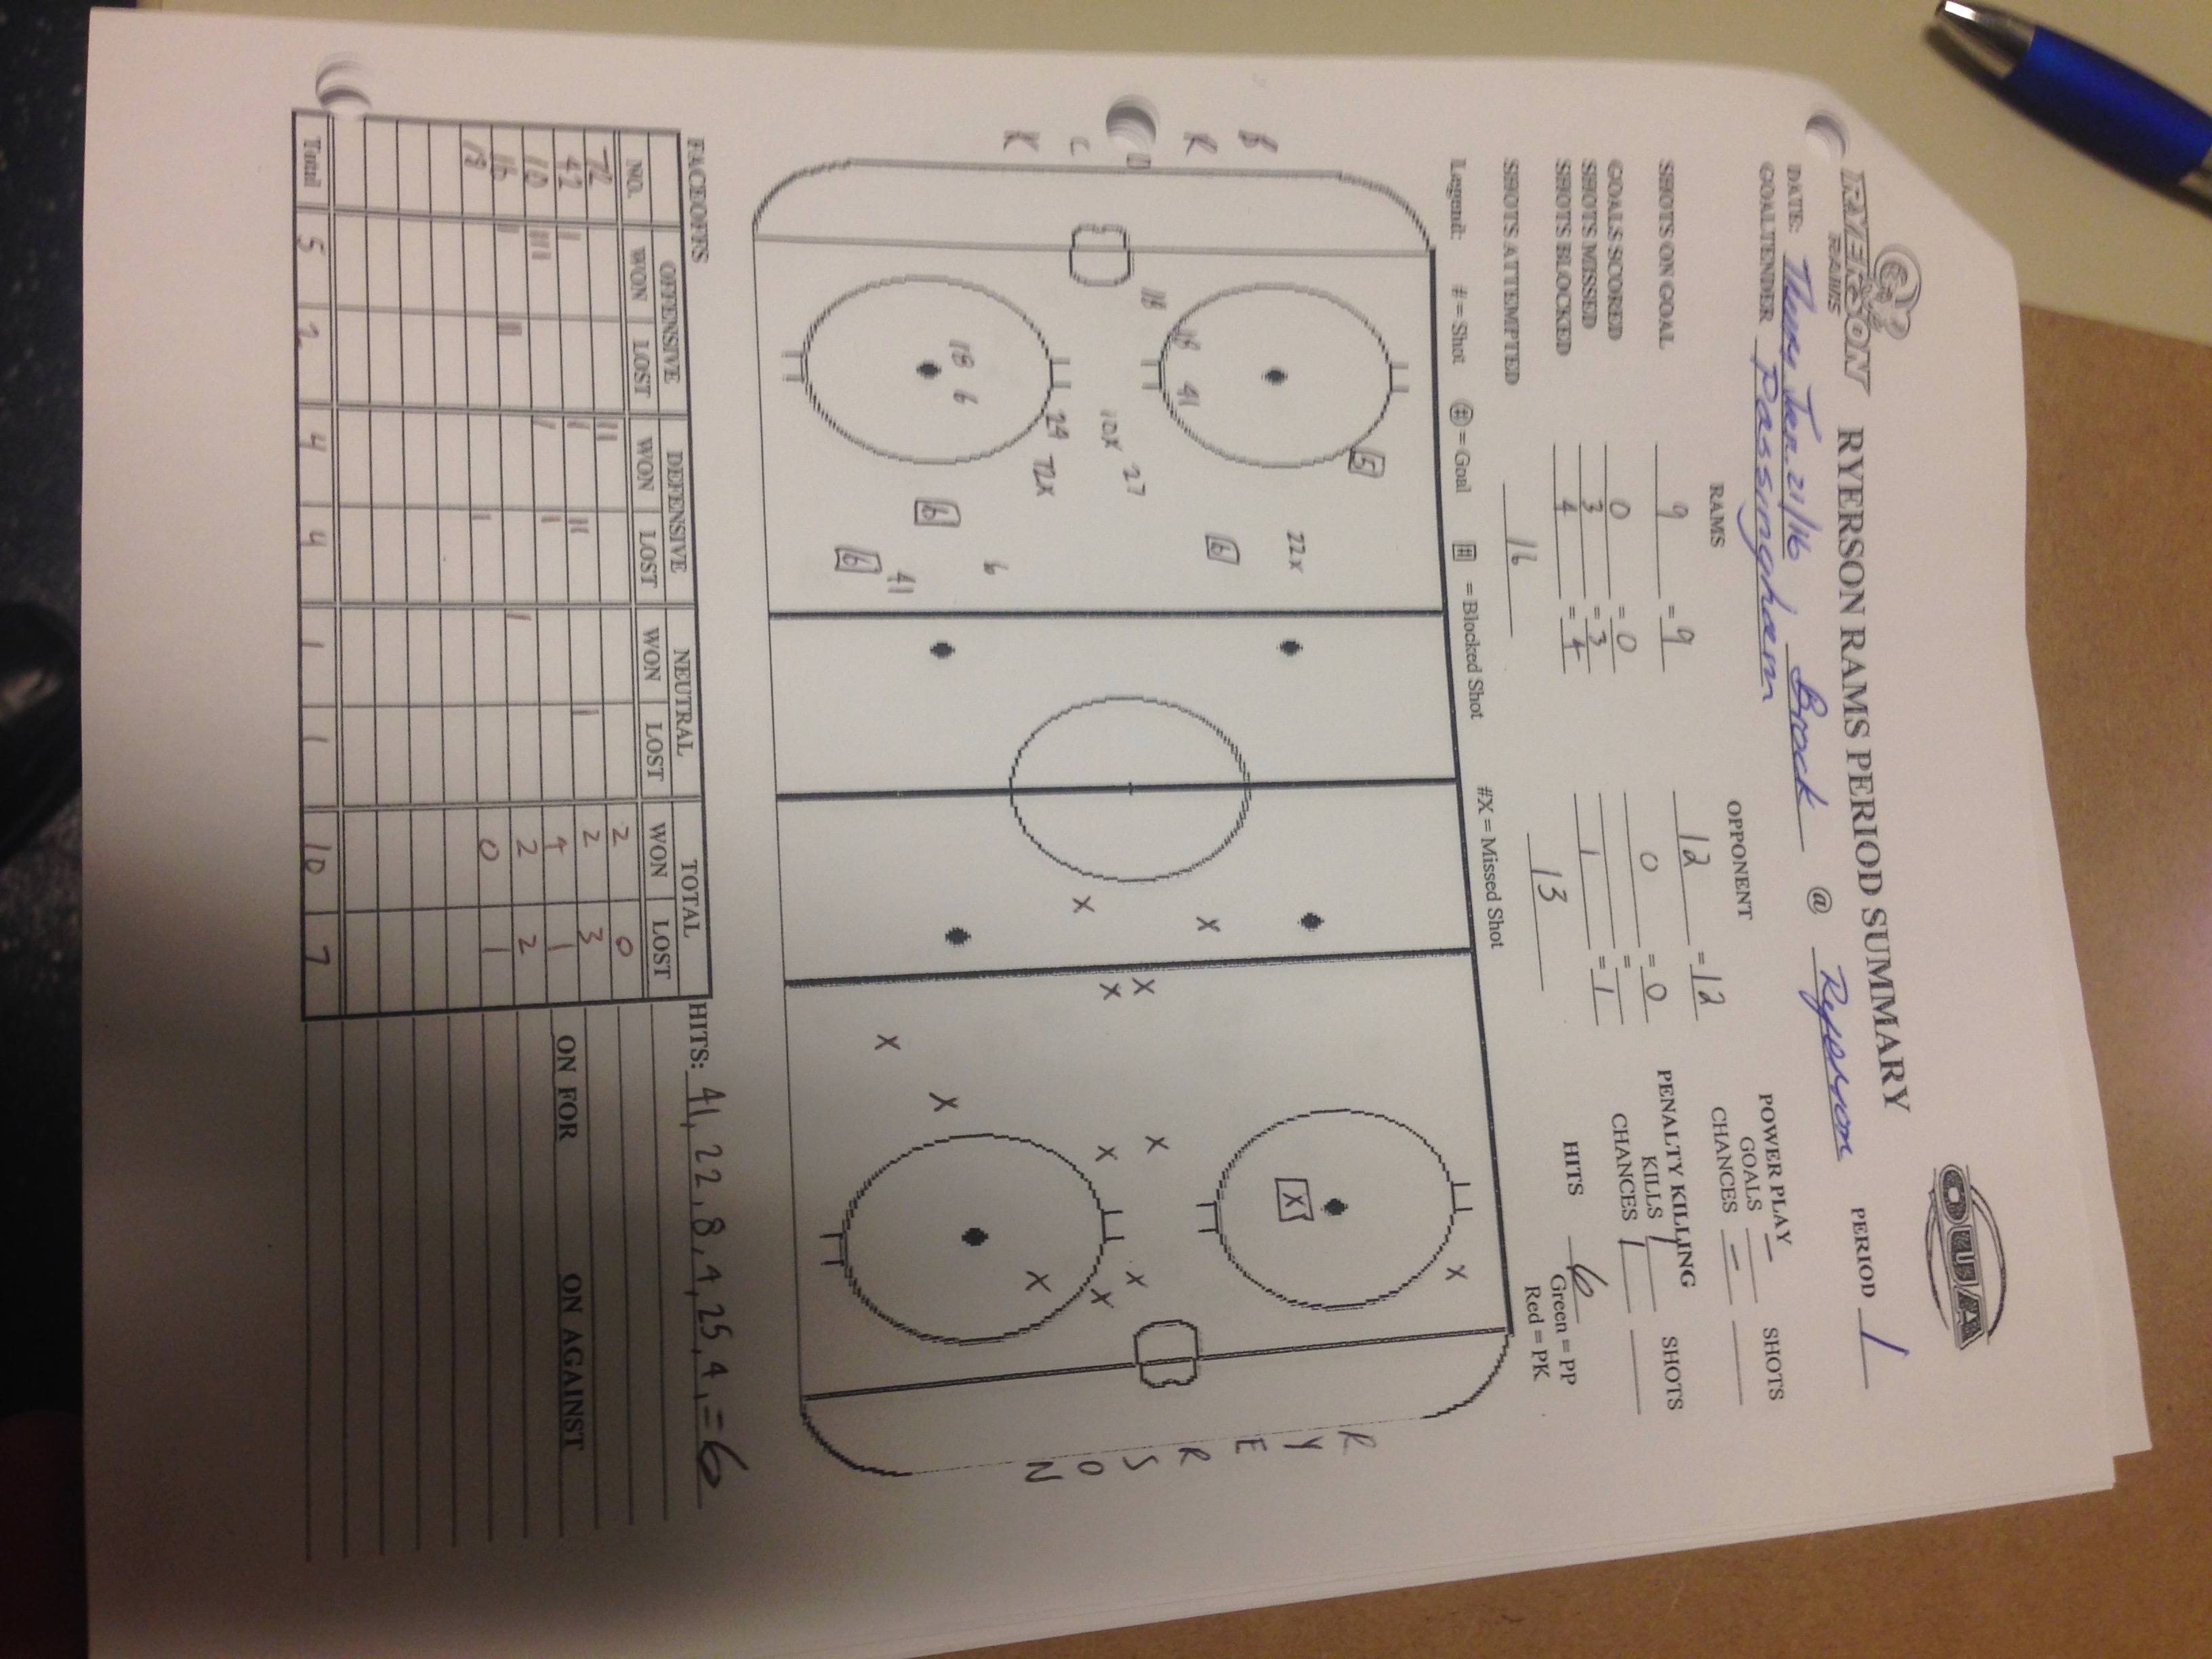 RYERSON RAMS RYERSON RAMS PERIOD SUMMARY OUA
DATE: Thurs Jan. 21/16 Brock @ Ryerson PERIOD 1
GOALTENDER Passingham
RAMS OPPONENT POWER PLAY SHOTS
GOALS –
CHANCES –
SHOTS ON GOAL 9 = 9 12 = 12
PENALTY KILLING SHOTS
GOALS SCORED 0 = 0 0 = 0 KILLS 1
SHOTS MISSED 3 = 3 = CHANCES 1
SHOTS BLOCKED 4 = 4 1 = 1
HITS 6
SHOTS ATTEMPTED 16 13 Green = PP
Red = PK
Legend: # = Shot # = Goal # = Blocked Shot #X = Missed Shot
BROCK
RYERSON
5
22X
6
18
18
41
10X
27
29
72X
18
6
6
6
41
6
X
X
X
X
X
X
X
X
X
X
X
X
X
FACEOFFS HITS: 41, 22, 8, 4, 25, 4, = 6
OFFENSIVE DEFENSIVE NEUTRAL TOTAL
NO. WON LOST WON LOST WON LOST WON LOST
72 II 2 0
42 I I II I 2 3
10 III I I 4 1
16 I II I 2 2
19 I 0 1
Total 5 2 4 4 1 1 10 7
ON FOR ON AGAINST